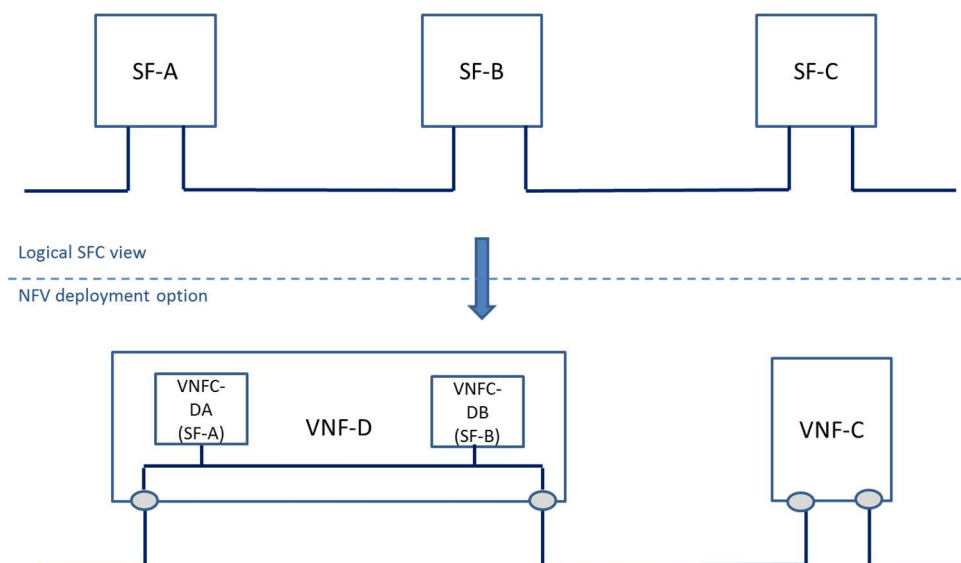 SF-A
SF-B
SF-C
Logical SFC view
NFV deployment option
VNFC-
DA
(SF-A)
VNF-D
VNFC-
DB
(SF-B)
VNF-C